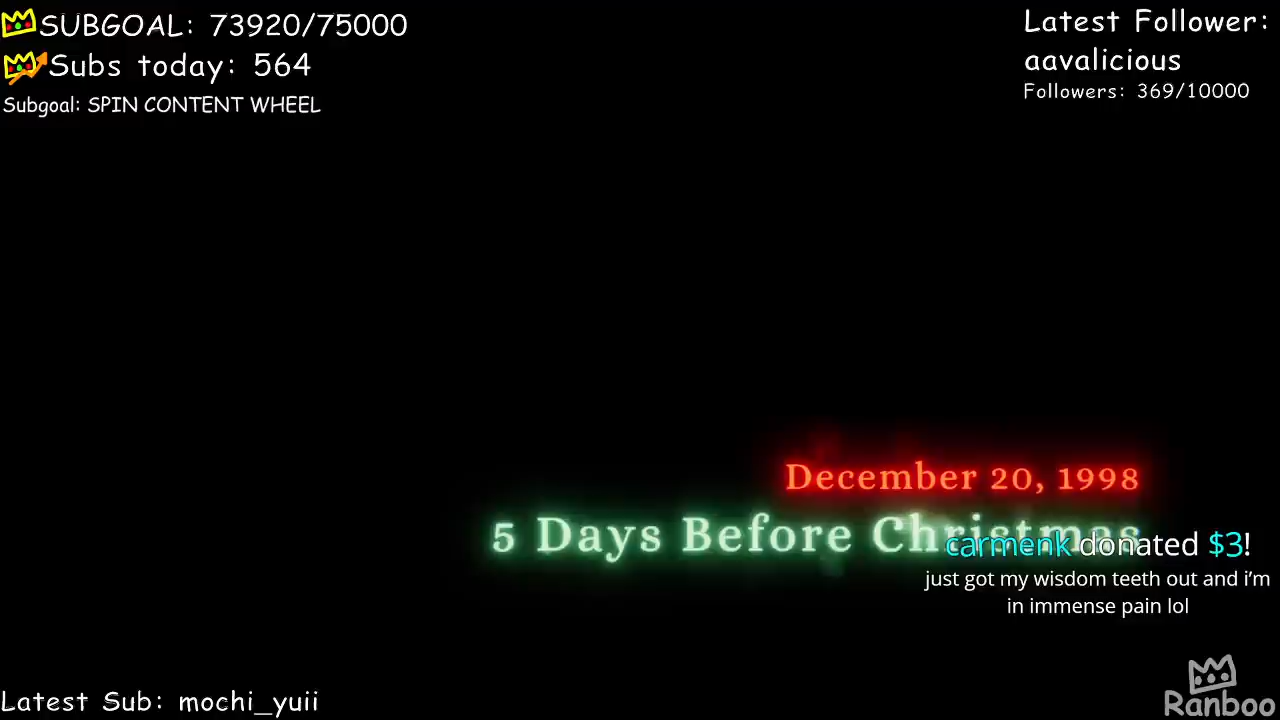 SUBGOAL: 73920/75000
Subs today: 564
Subgoal: SPIN CONTENT WHEEL
Latest Follower:
aavalicious
Followers: 369/10000
December 20, 1998
5 Days Before Christmas
carmenk donated $3!
just got my wisdom teeth out and i’m
in immense pain lol
Latest Sub: mochi_yuii
Ranboo